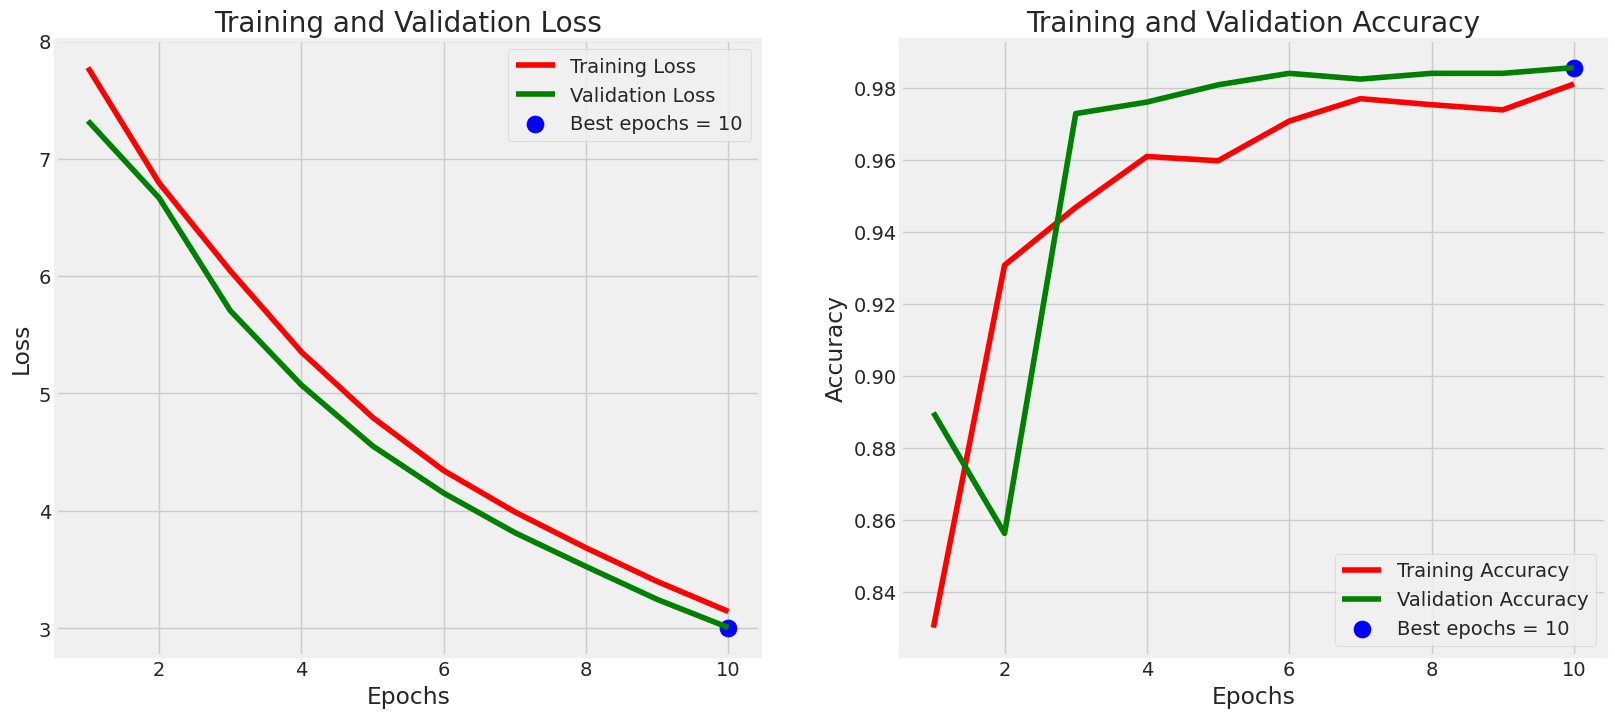 Training and Validation Loss
8
7
6
5
4
3
Loss
2
4
6
8
10
Epochs
Training Loss
Validation Loss
Best epochs = 10
Training and Validation Accuracy
0.98
0.96
0.94
0.92
0.90
0.88
0.86
0.84
Accuracy
2
4
6
8
10
Epochs
Training Accuracy
Validation Accuracy
Best epochs = 10